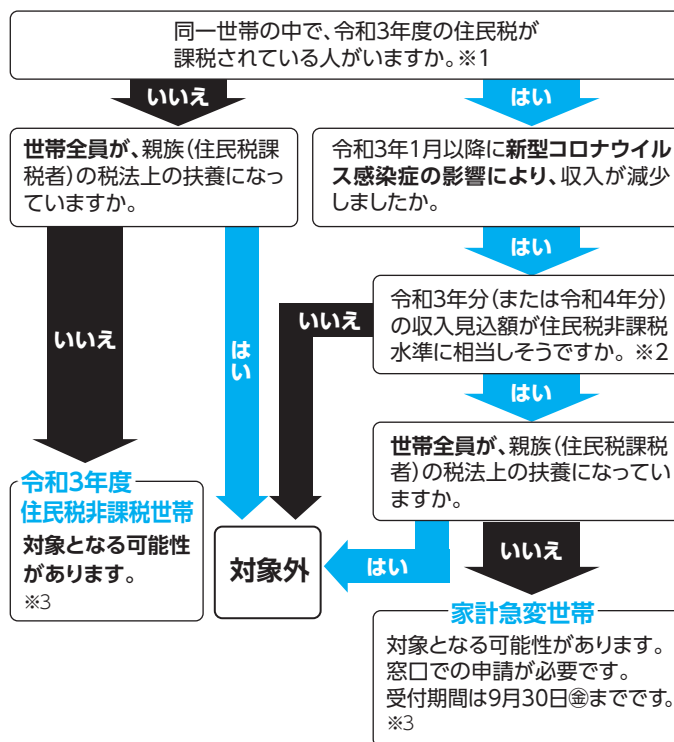 同一世帯の中で、令和3年度の住民税が
課税されている人がいますか。※1
いいえ
はい
世帯全員が、親族(住民税課
税者)の税法上の扶養になっ
ていますか。
令和3年1月以降に新型コロナウイル
ス感染症の影響により、収入が減少
しましたか。
はい
いいえ
はい
いいえ
令和3年分(または令和4年分)
の収入見込額が住民税非課税
水準に相当しそうですか。※2
はい
世帯全員が、親族(住民税課税
者)の税法上の扶養になってい
ますか。
令和3年度
住民税非課税世帯
対象となる可能性
があります。
※3
対象外
はい
いいえ
家計急変世帯
対象となる可能性があります。
窓口での申請が必要です。
受付期間は9月30日㊎までです。
※3